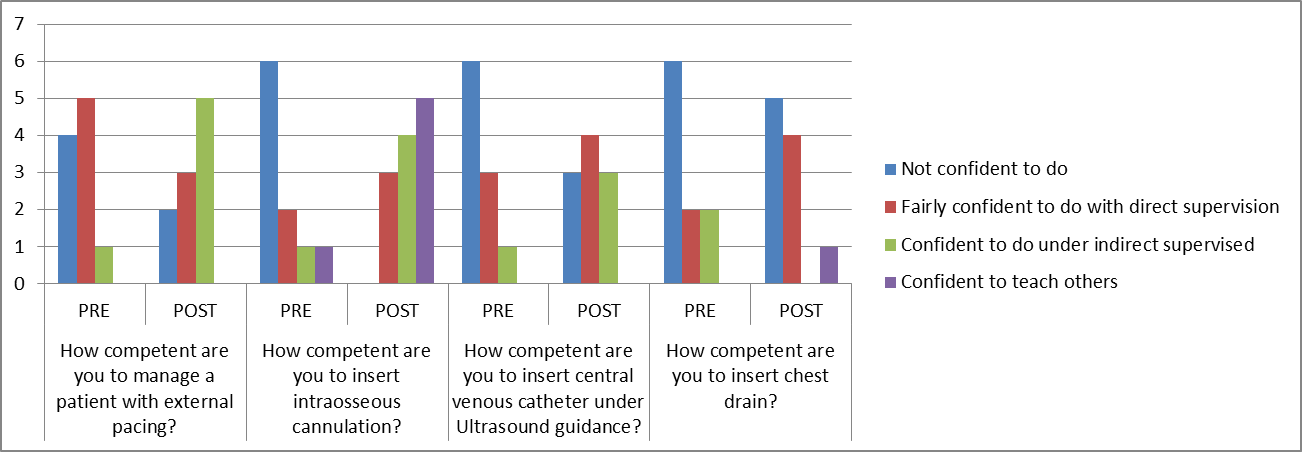 7
6
5
4
3
2
1
0
PRE
POST
PRE
POST
PRE
POST
PRE
POST
How competent are
you to manage a
patient with external
pacing?
How competent are
you to insert
intraosseous
cannulation?
How competent are
you to insert central
venous catheter under
Ultrasound guidance?
How competent are
you to insert chest
drain?
Not confident to do
Fairly confident to do with direct supervision
Confident to do under indirect supervised
Confident to teach others